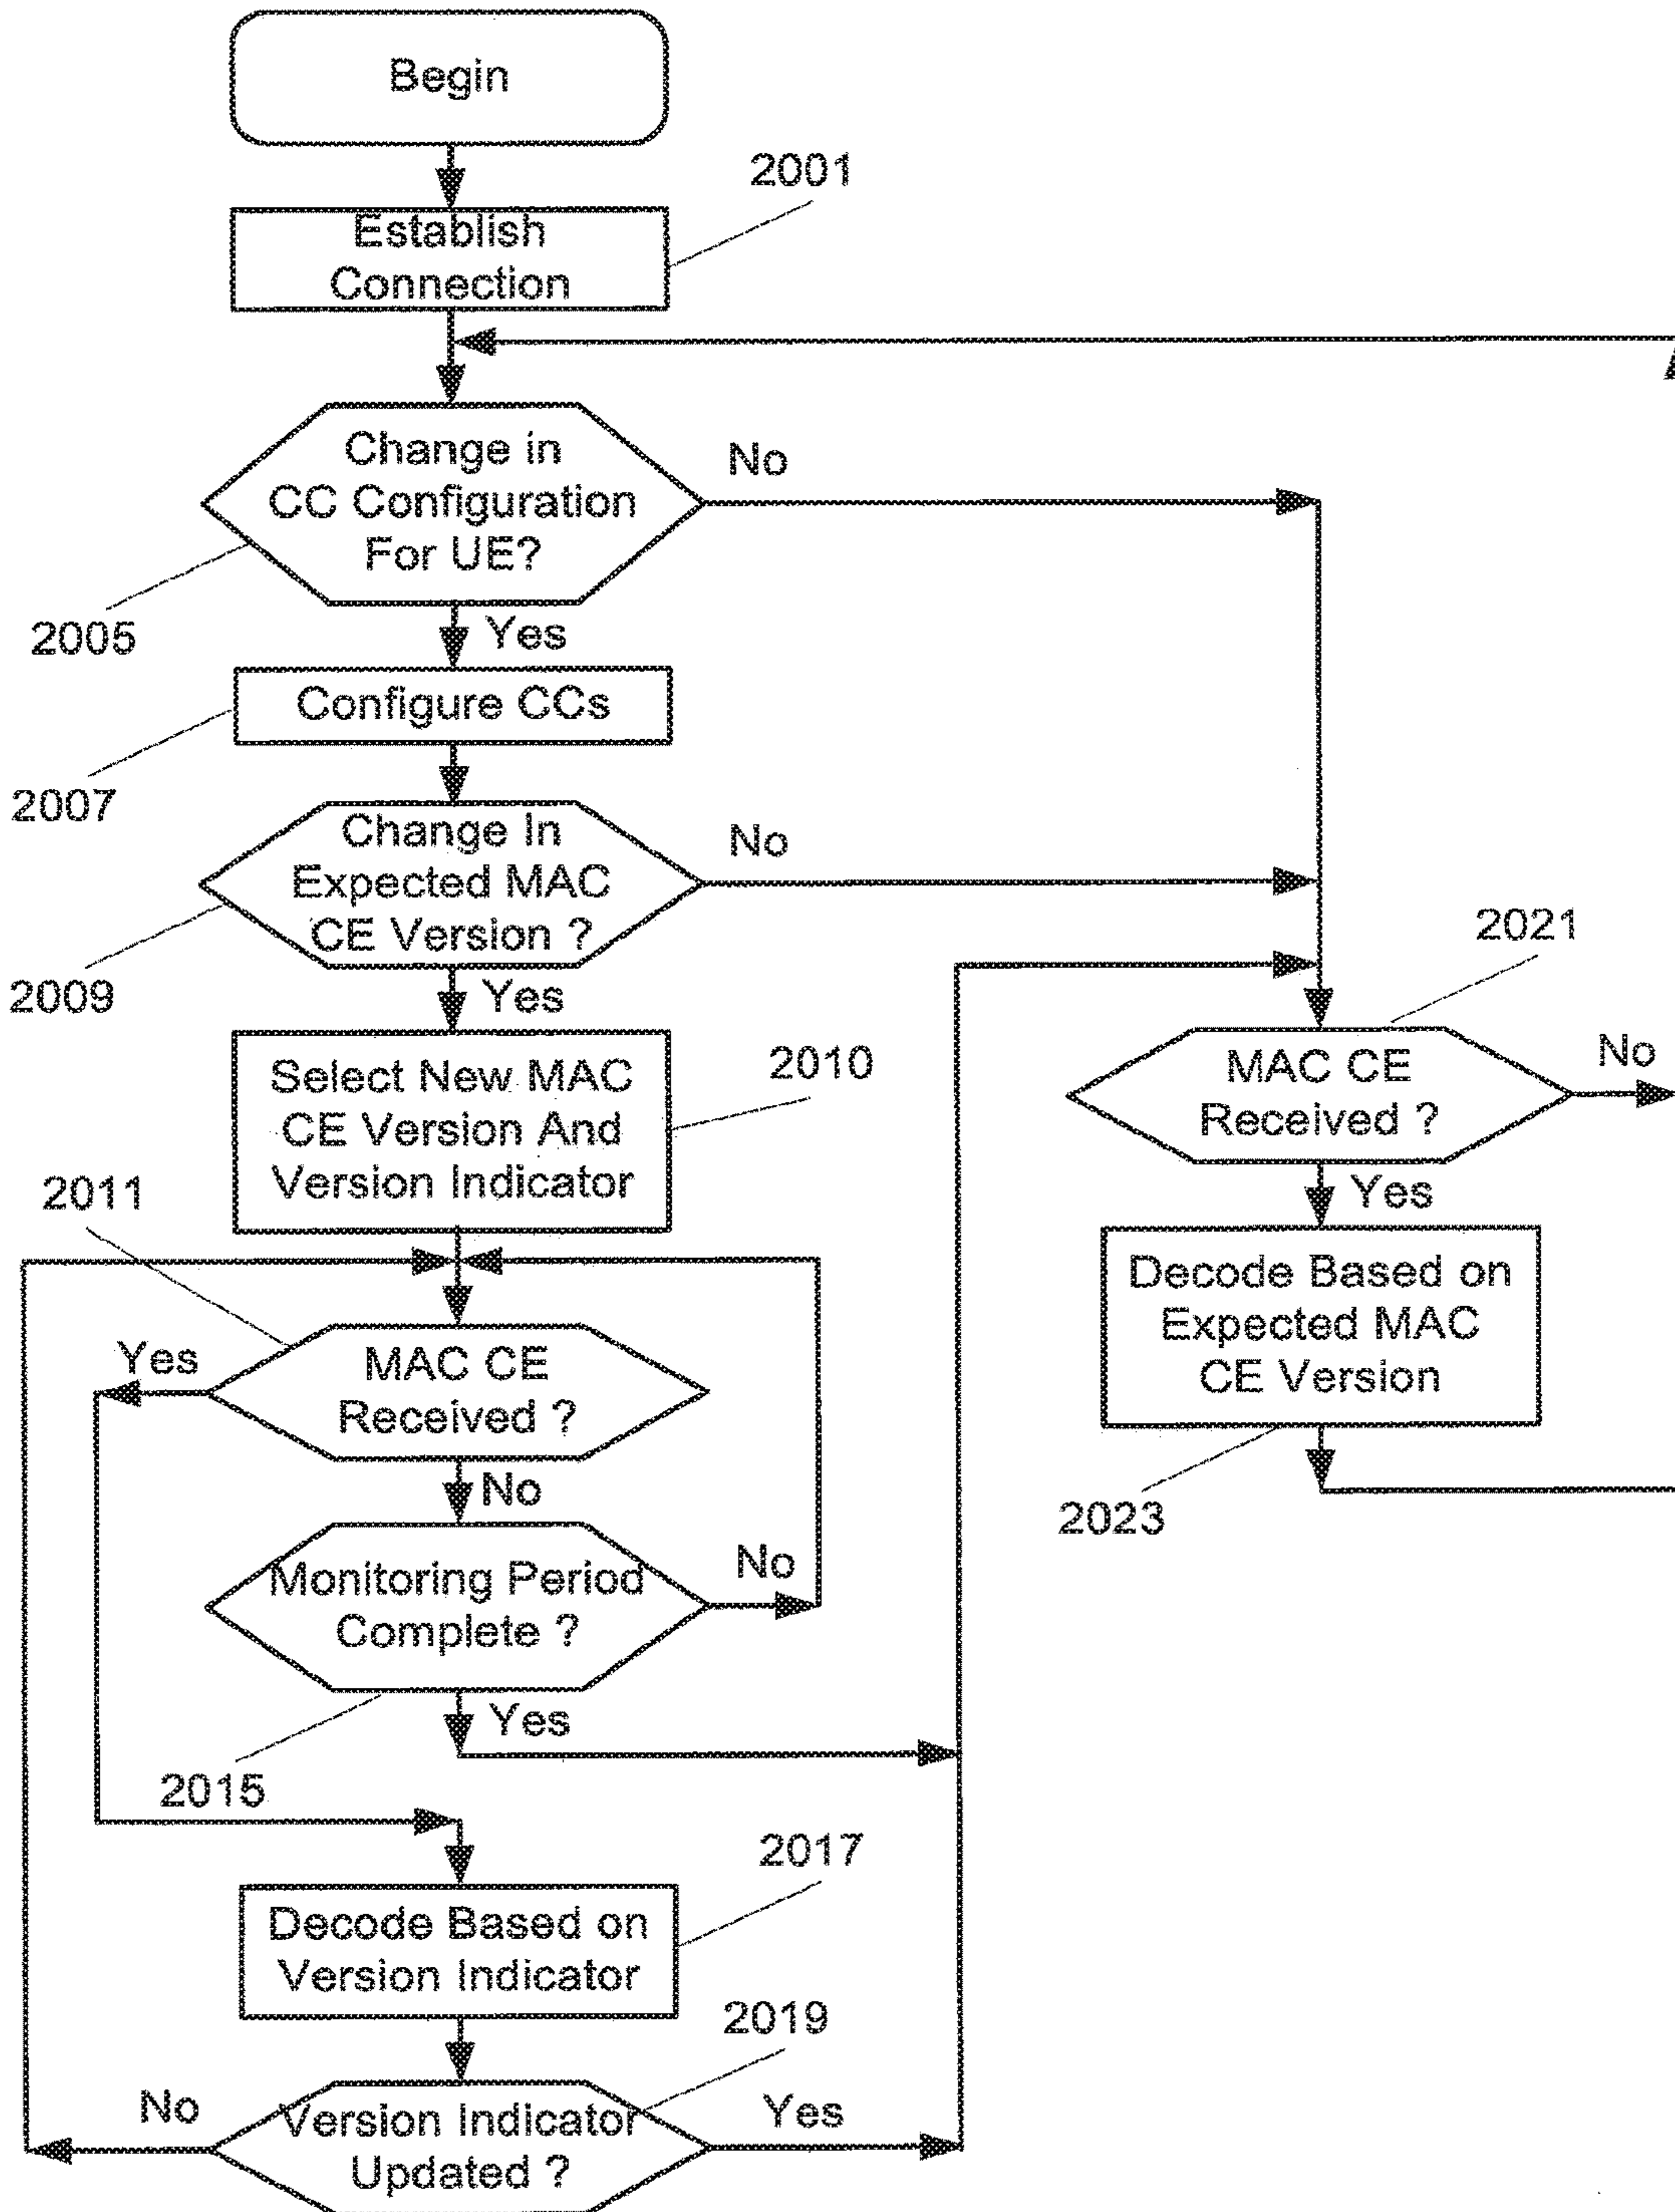 Begin
2001
Establish
Connection
Change in
CC Configuration
For UE?
No
2005
Yes
Configure CCs
2007
Change In
Expected MAC
CE Version ?
No
2009
Yes
Select New MAC
CE Version And
Version Indicator
2010
2011
MAC CE
Received ?
Yes
No
Monitoring Period
Complete ?
No
Yes
2015
2017
Decode Based on
Version Indicator
2019
Version Indicator
Updated ?
No
Yes
2021
MAC CE
Received ?
No
Yes
Decode Based on
Expected MAC
CE Version
2023